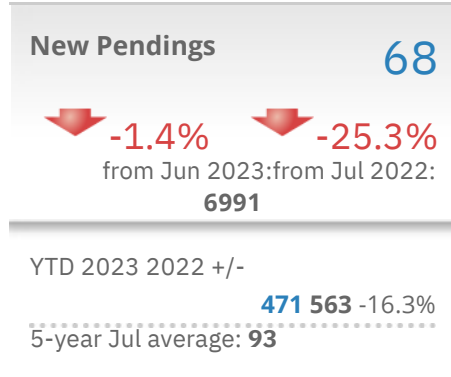 New Pendings
68
-1.4% -25.3%
from Jun 2023:from Jul 2022:
6991
YTD 2023 2022 +/-
471 563 -16.3%
5-year Jul average: 93